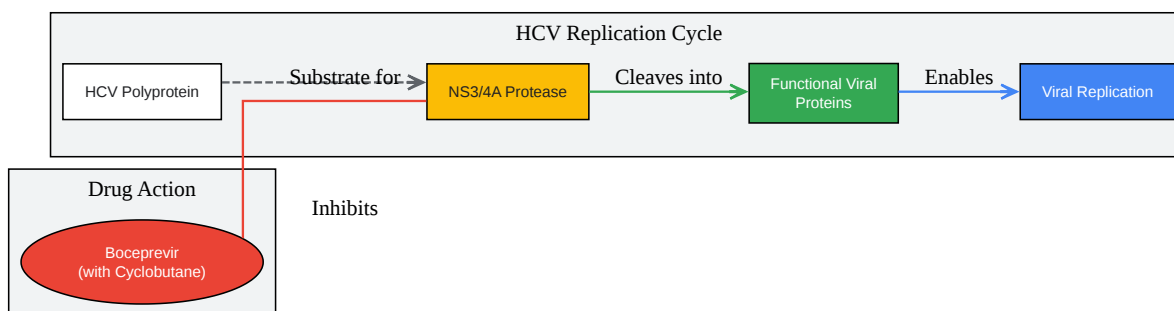 HCV Replication Cycle
HCV Polyprotein
Substrate for
NS3/4A Protease
Cleaves into
Functional Viral
Proteins
Enables
Viral Replication
Drug Action
Inhibits
Boceprevir
(with Cyclobutane)